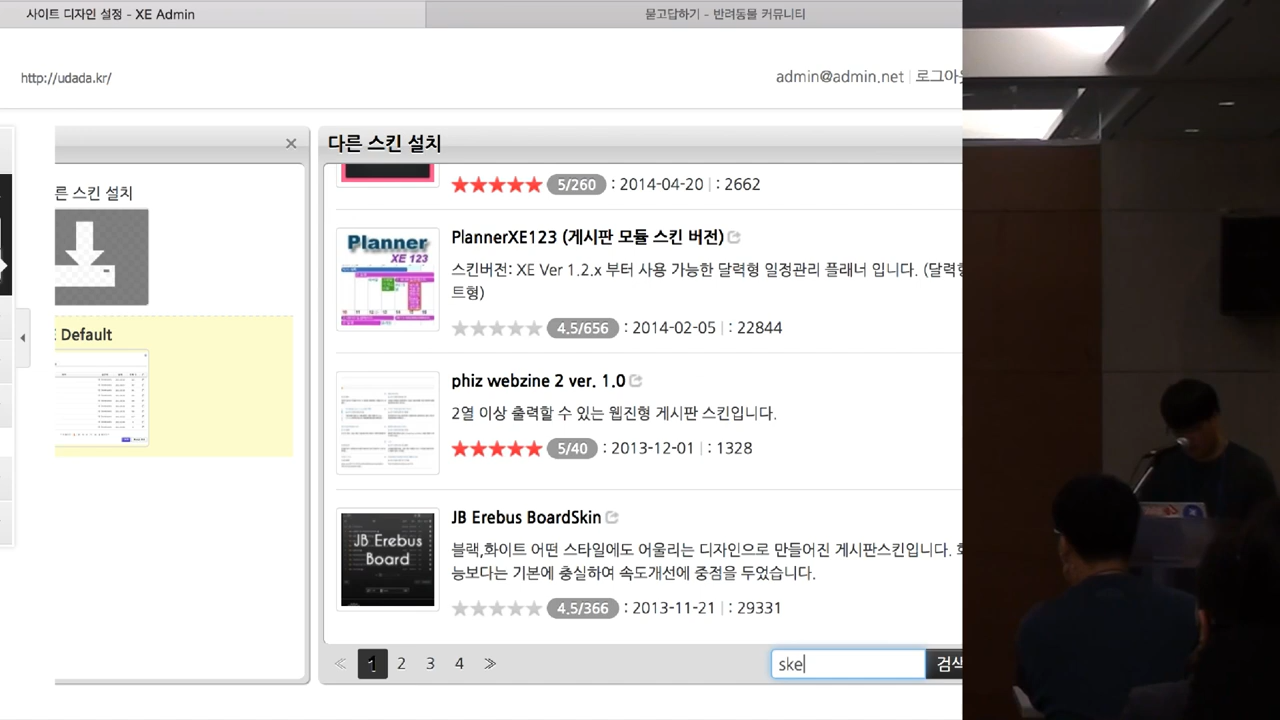 사이트 디자인 설정 - XE Admin
묻고답하기 - 반려동물 커뮤니티
http://udada.kr/
admin@admin.net | 로그아웃
다른 스킨 설치
른 스킨 설치
Default
5/260 : 2014-04-20 | : 2662
Planner
XE 123
PlannerXE123 (게시판 모듈 스킨 버전)
스킨버전: XE Ver 1.2.x 부터 사용 가능한 달력형 일정관리 플래너 입니다. (달력형
트형)
4.5/656 : 2014-02-05 | : 22844
phiz webzine 2 ver. 1.0
2열 이상 출력할 수 있는 웹진형 게시판 스킨입니다.
5/40 : 2013-12-01 | : 1328
JB Erebus
Board
JB Erebus BoardSkin
블랙,화이트 어떤 스타일에도 어울리는 디자인으로 만들어진 게시판스킨입니다.
능보다는 기본에 충실하여 속도개선에 중점을 두었습니다.
4.5/366 : 2013-11-21 | : 29331
≪ 1 2 3 4 ≫
ske
검색